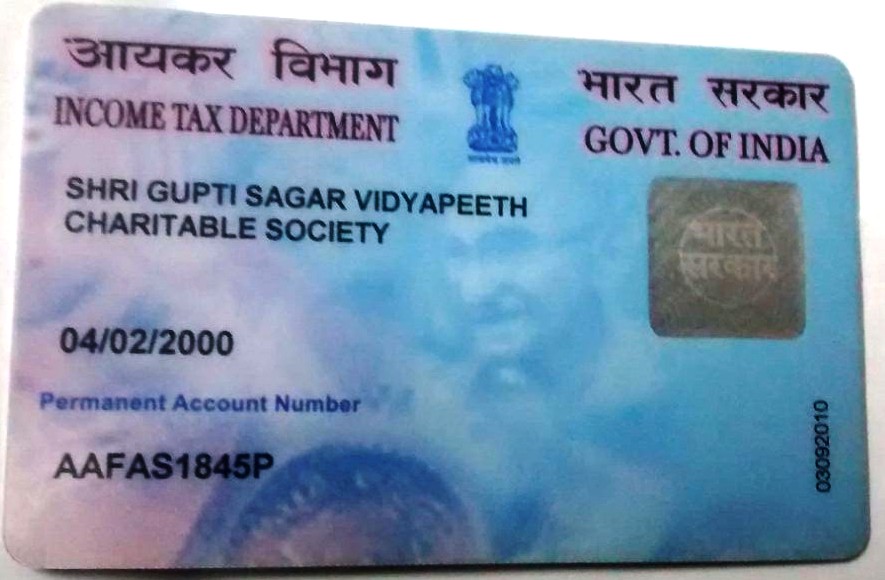 आयकर विभाग
INCOME TAX DEPARTMENT
भारत सरकार
GOVT. OF INDIA
सत्यमेव जयते
SHRI GUPTI SAGAR VIDYAPEETH
CHARITABLE SOCIETY
भारत
सरकार
04/02/2000
Permanent Account Number
AAFAS1845P
03092010